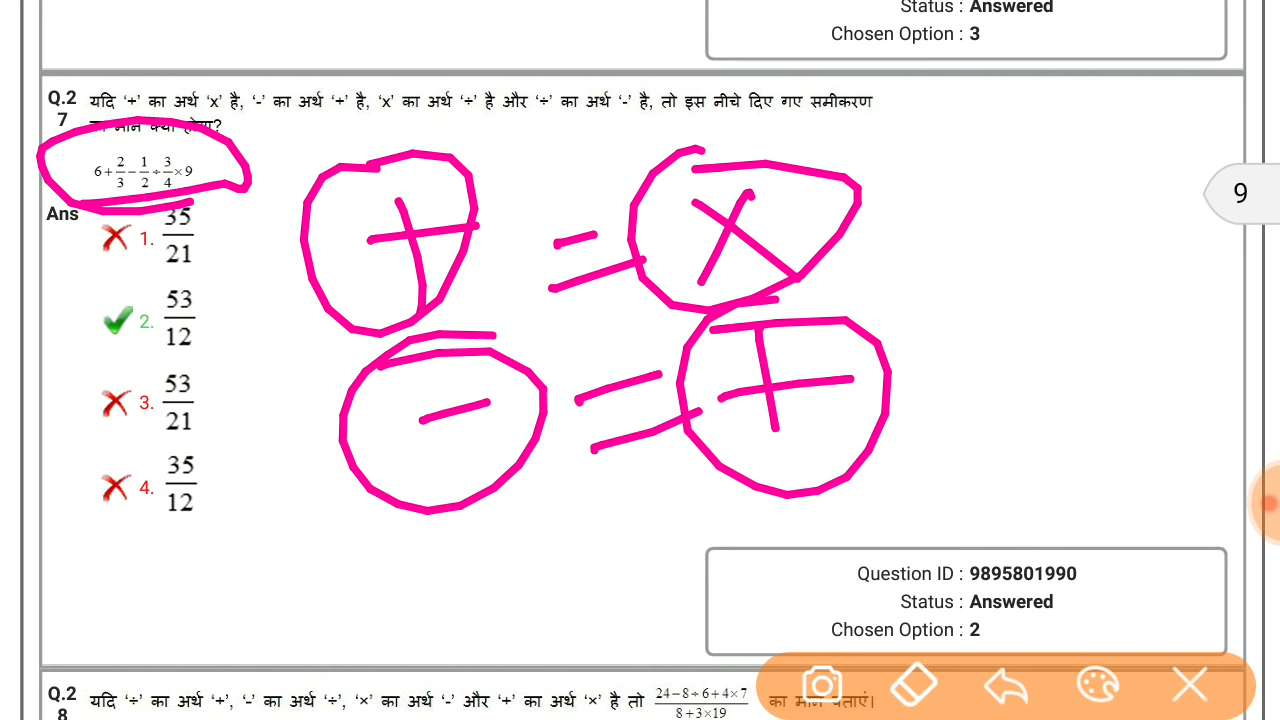 Status : Answered
Chosen Option : 3
Q.2 यदि '+' का अर्थ 'x' है, '-' का अर्थ '+' है, 'x' का अर्थ '÷' है और '÷' का अर्थ '-' है, तो इस नीचे दिए गए समीकरण
7 का मान क्या होगा?
6+2/3−1/2÷3/4×9
Ans
1. 35/21
2. 53/12
3. 53/21
4. 35/12
+ = ×
- = +
9
Question ID : 9895801990
Status : Answered
Chosen Option : 2
Q.2 यदि '÷' का अर्थ '+', '-' का अर्थ '÷', '×' का अर्थ '-' और '+' का अर्थ '×' है तो (24−8÷6+4×7)/(8+3×19) का मान बताएं।
8